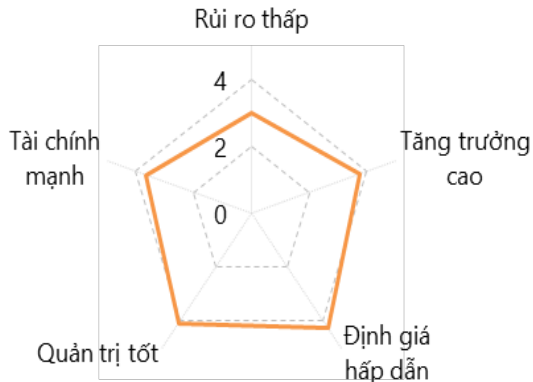 Rủi ro thấp
4
2
0
Tăng trưởng
cao
Định giá
hấp dẫn
Quản trị tốt
Tài chính
mạnh